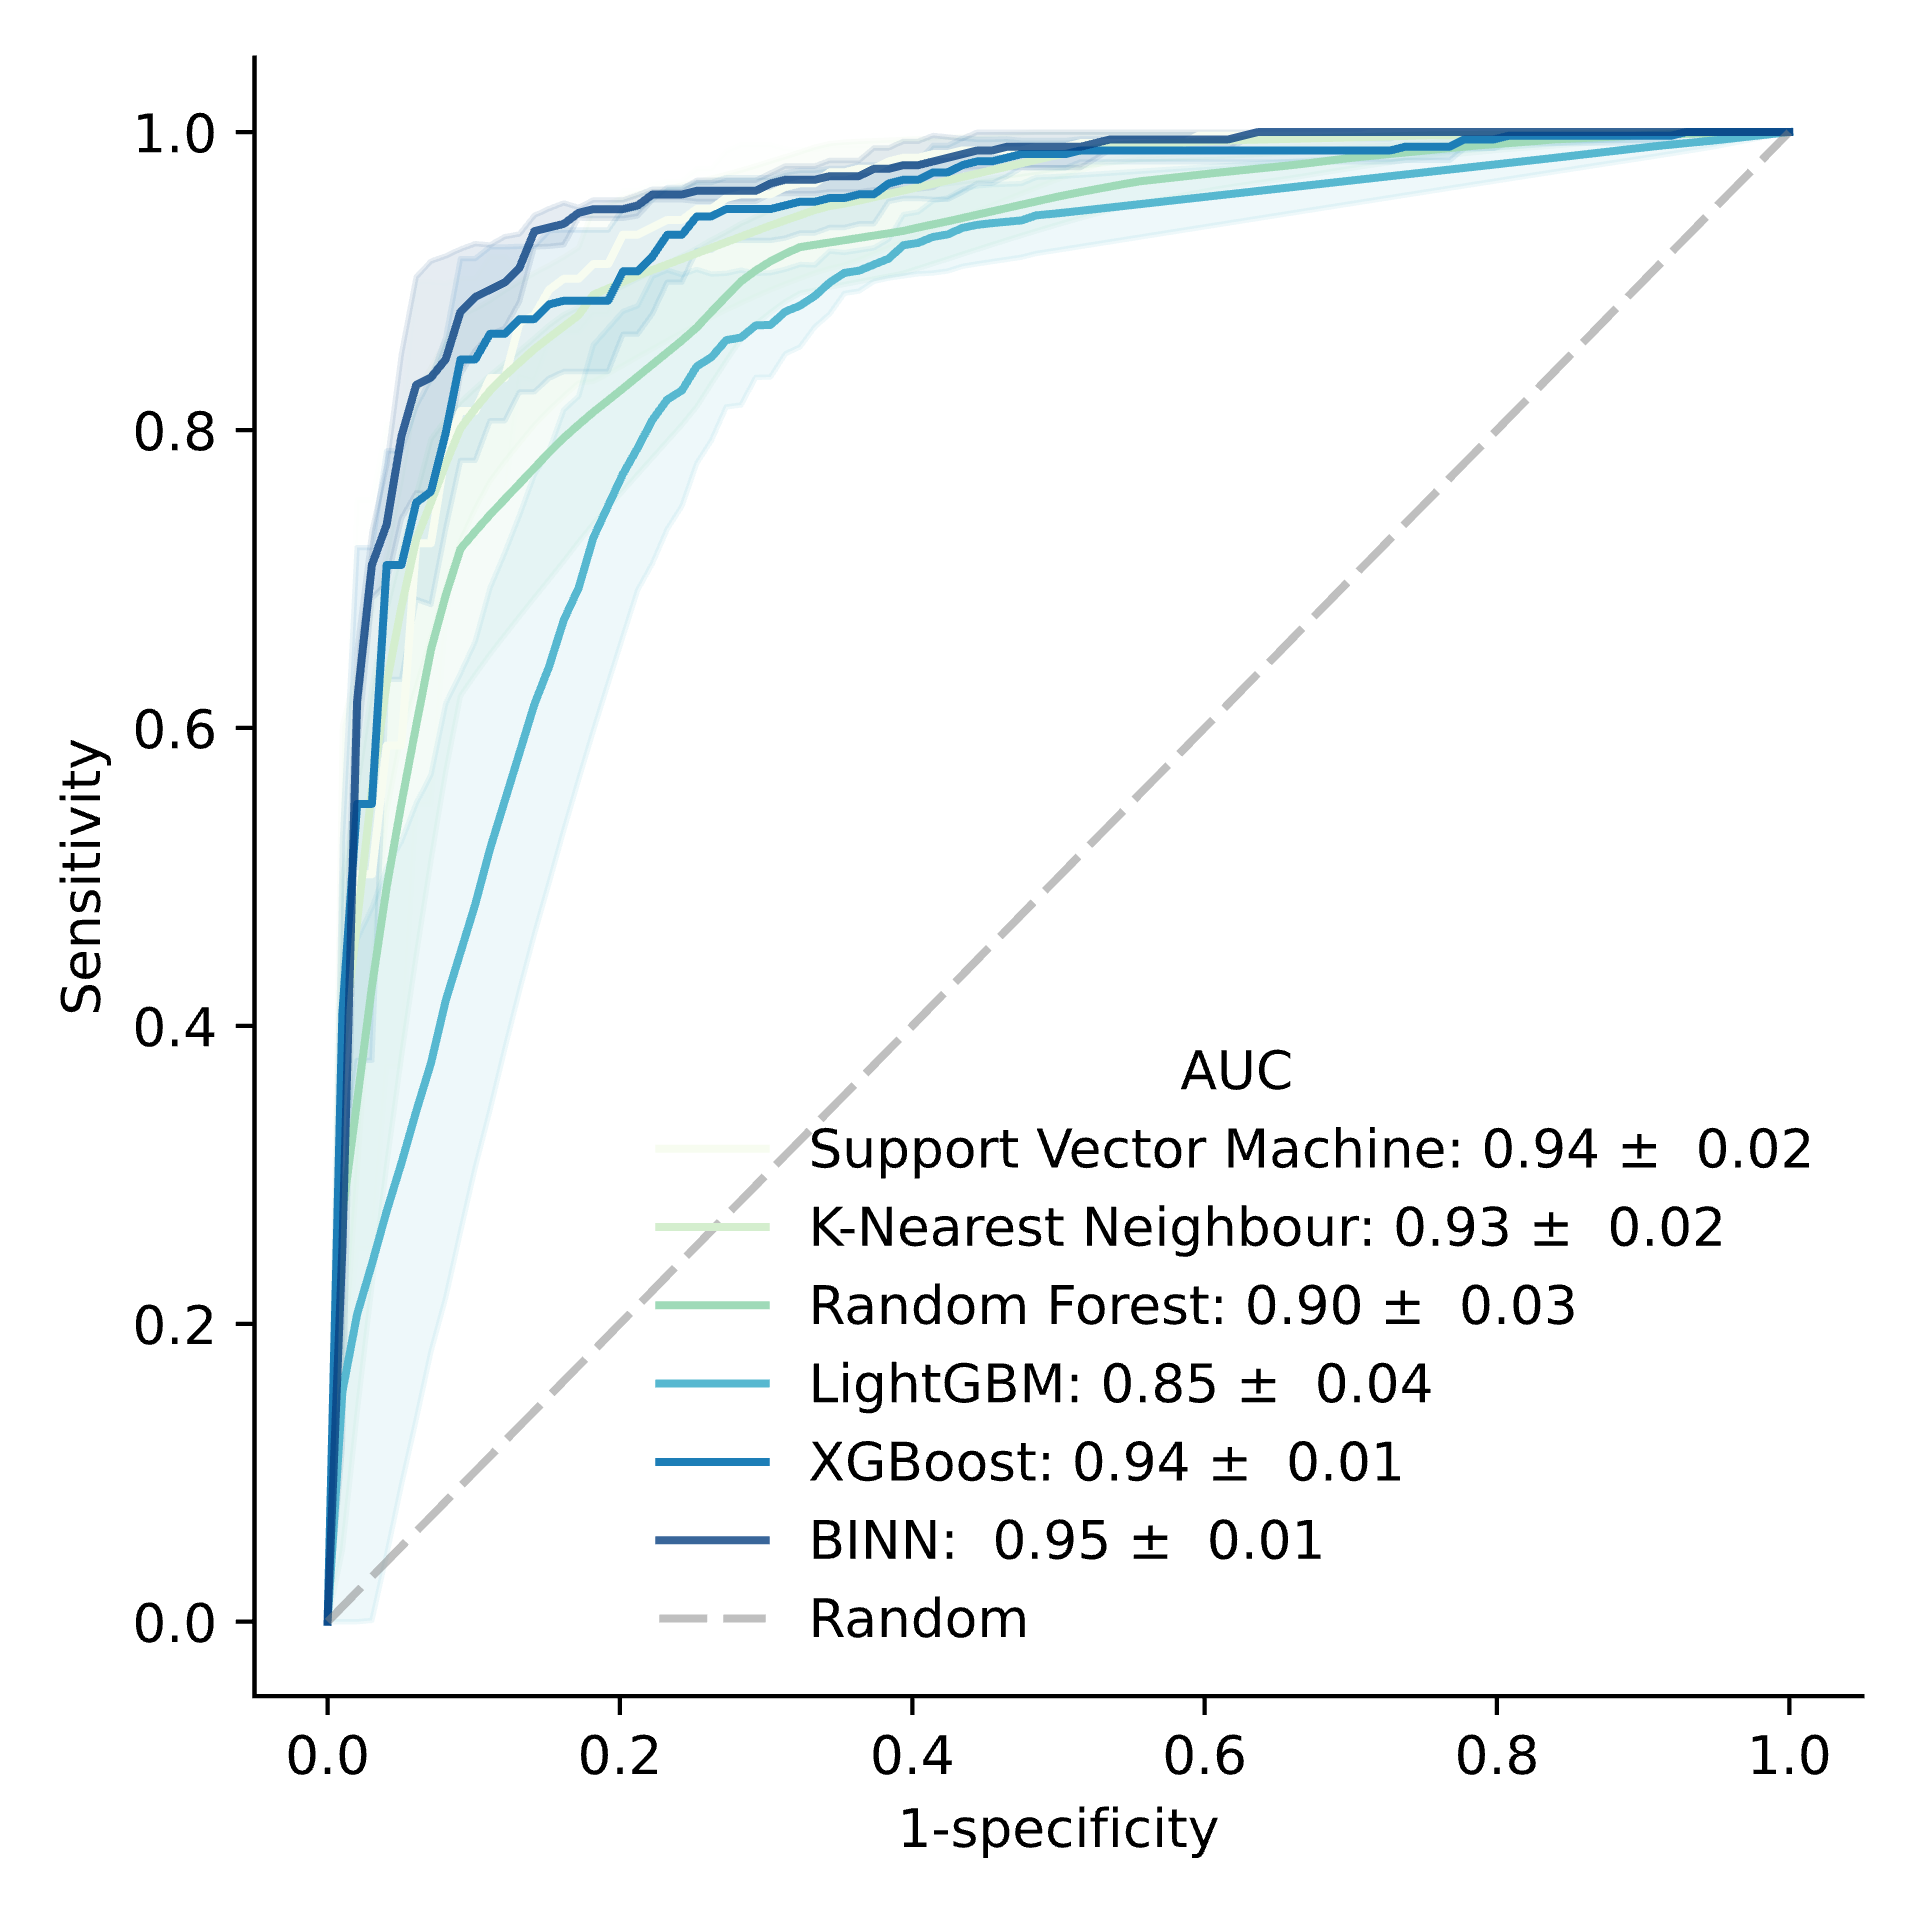 1.0
0.8
0.6
0.4
0.2
0.0
Sensitivity
AUC
Support Vector Machine: 0.94 ± 0.02
K-Nearest Neighbour: 0.93 ± 0.02
Random Forest: 0.90 ± 0.03
LightGBM: 0.85 ± 0.04
XGBoost: 0.94 ± 0.01
BINN: 0.95 ± 0.01
Random
0.0 0.2 0.4 0.6 0.8 1.0
1-specificity